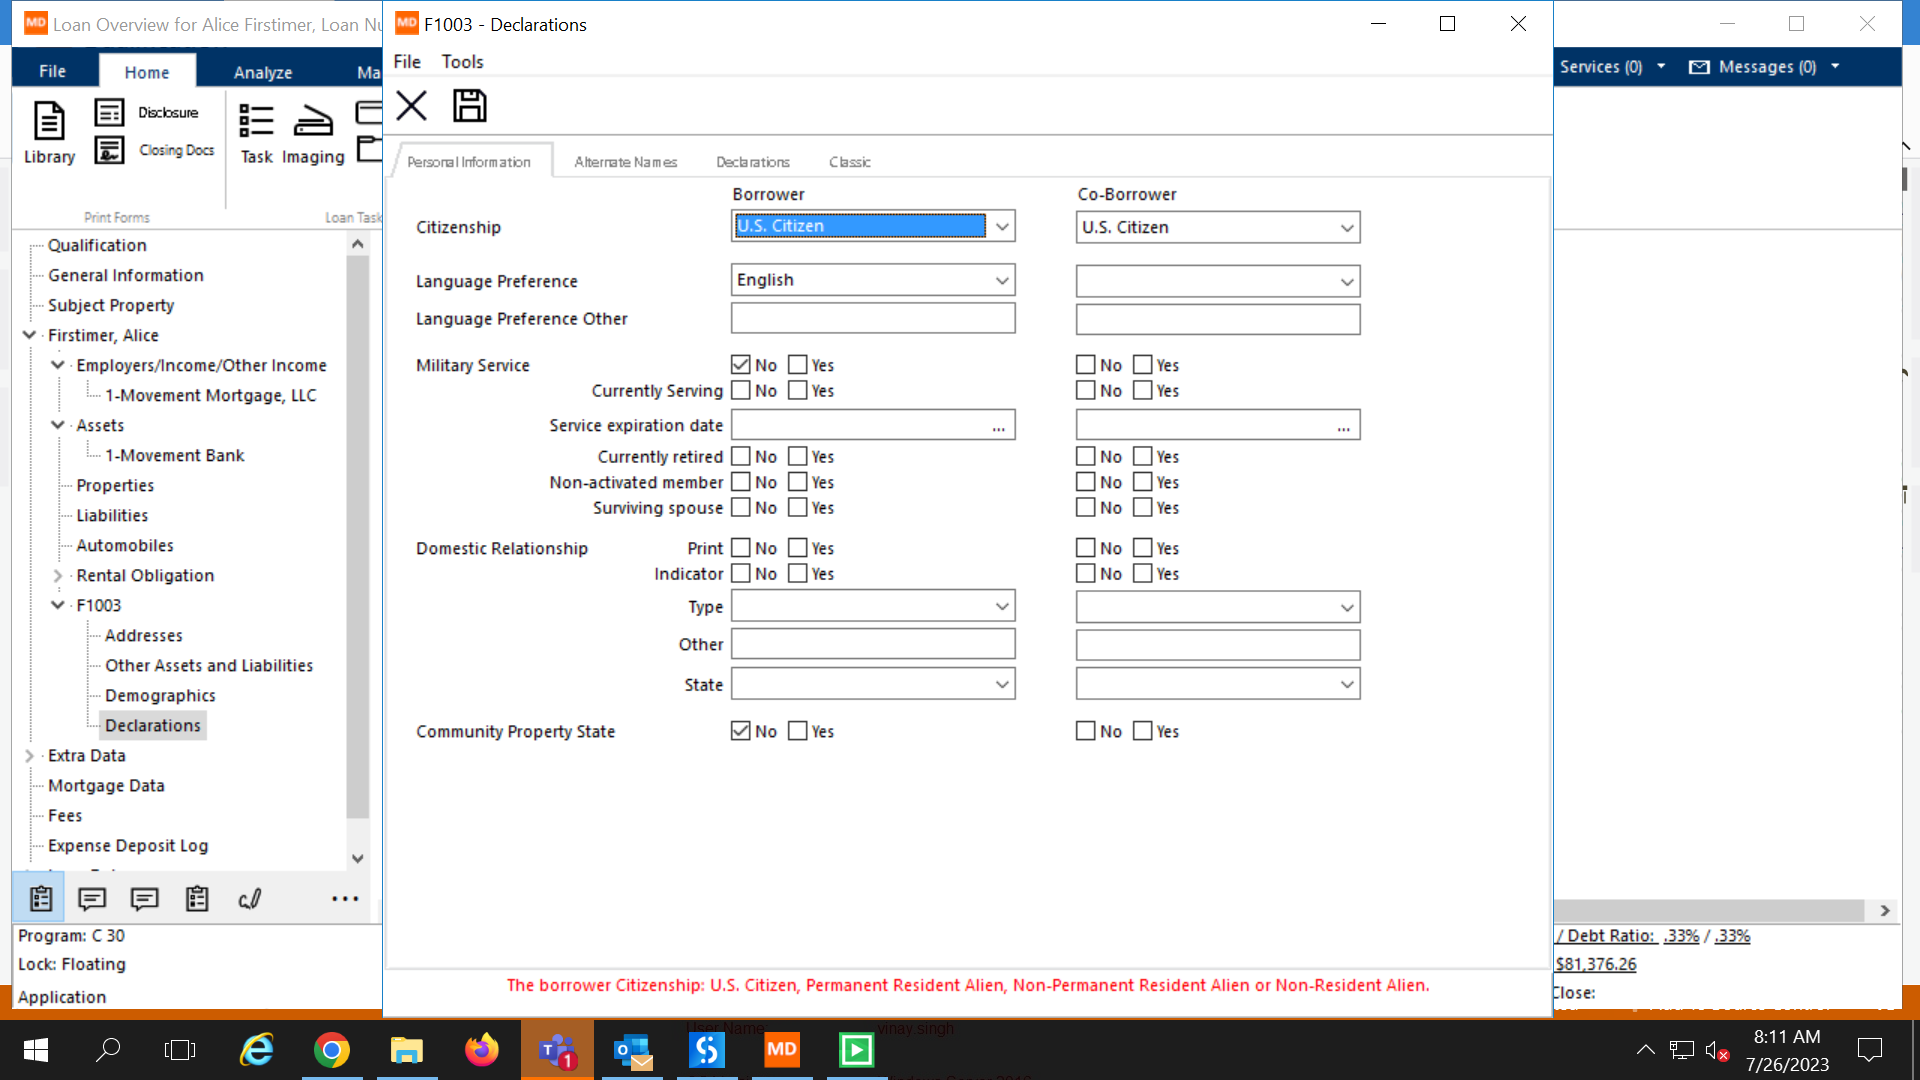 Loan Overview for Alice Firstimer, Loan Nu
MD
F1003 - Declarations
File
Home
Analyze
Ma
File
Tools
Services (0)
Messages (0)
Library
Disclosure
Closing Docs
Task
Imaging
Print Forms
Loan Task
Qualification
General Information
Subject Property
Firstimer, Alice
Employers/Income/Other Income
1-Movement Mortgage, LLC
Assets
1-Movement Bank
Properties
Liabilities
Automobiles
Rental Obligation
F1003
Addresses
Other Assets and Liabilities
Demographics
Declarations
Extra Data
Mortgage Data
Fees
Expense Deposit Log
Program: C 30
Lock: Floating
Application
Personal Information
Alternate Names
Declarations
Classic
Borrower
Co-Borrower
Citizenship
U.S. Citizen
U.S. Citizen
Language Preference
English
Language Preference Other
Military Service
No
Yes
No
Yes
Currently Serving
No
Yes
No
Yes
Service expiration date
...
...
Currently retired
No
Yes
No
Yes
Non-activated member
No
Yes
No
Yes
Surviving spouse
No
Yes
No
Yes
Domestic Relationship
Print
No
Yes
No
Yes
Indicator
No
Yes
No
Yes
Type
Other
State
Community Property State
No
Yes
No
Yes
The borrower Citizenship: U.S. Citizen, Permanent Resident Alien, Non-Permanent Resident Alien or Non-Resident Alien.
/ Debt Ratio: .33% / .33%
$81,376.26
Close:
User Name:
vinay.singh
MD
1
8:11 AM
7/26/2023